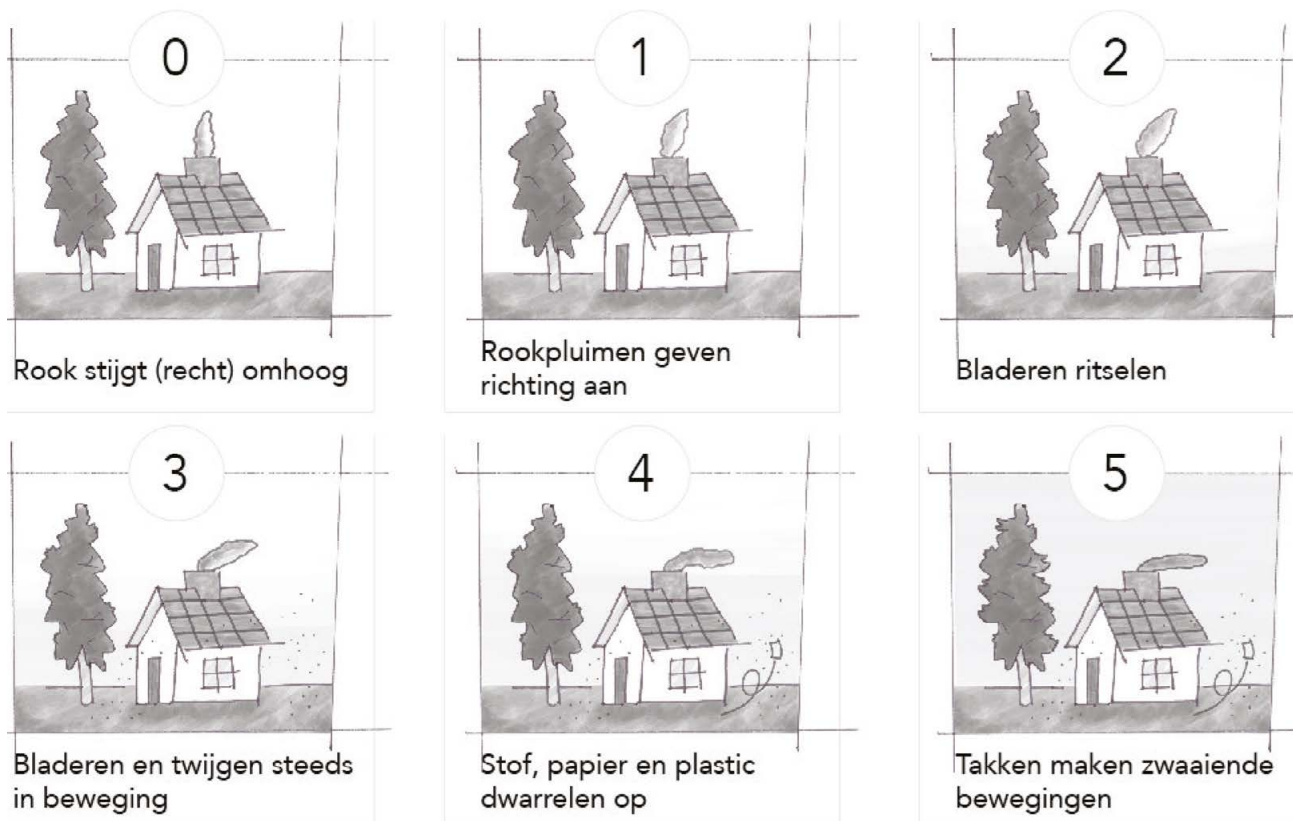 0
Rook stijgt (recht) omhoog
1
Rookpluimen geven
richting aan
2
Bladeren ritselen
3
Bladeren en twijgen steeds
in beweging
4
Stof, papier en plastic
dwarrelen op
5
Takken maken zwaaiende
bewegingen